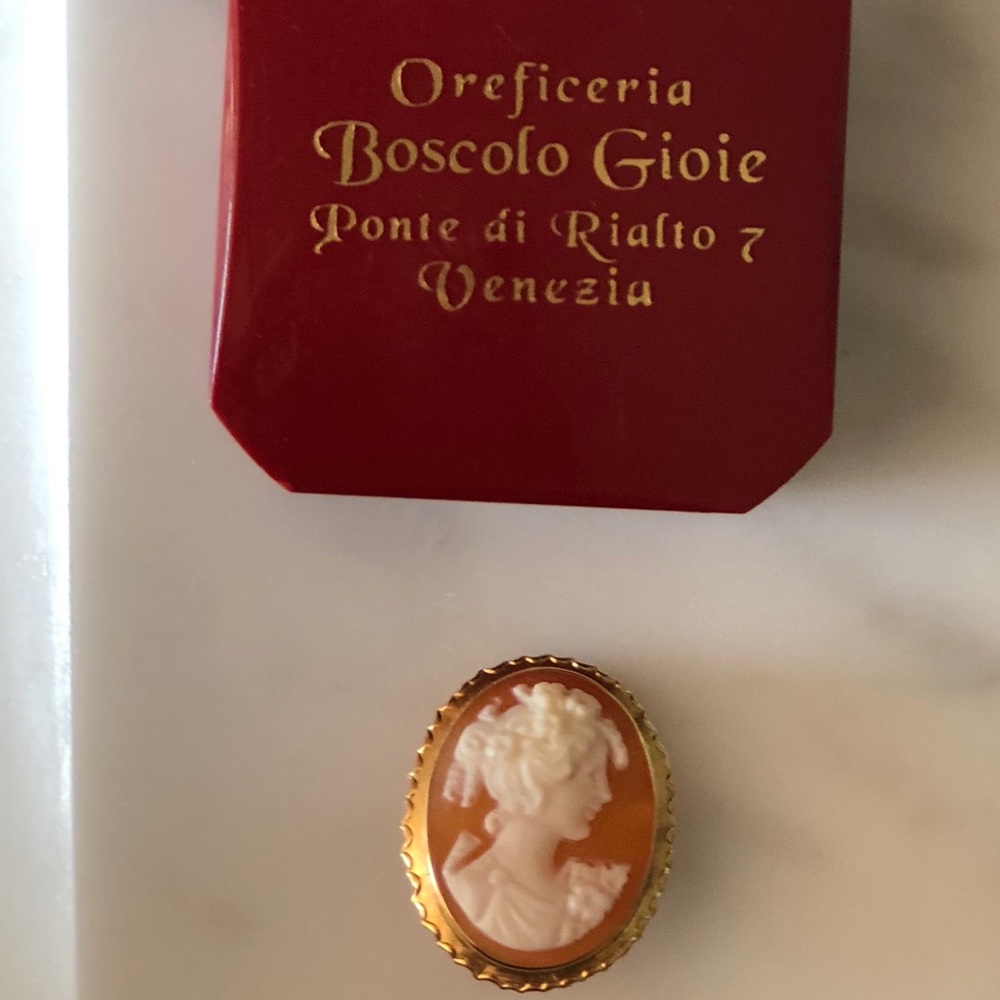 Oreficeria
Boscolo Gioie
Ponte di Rialto 7
Venezia